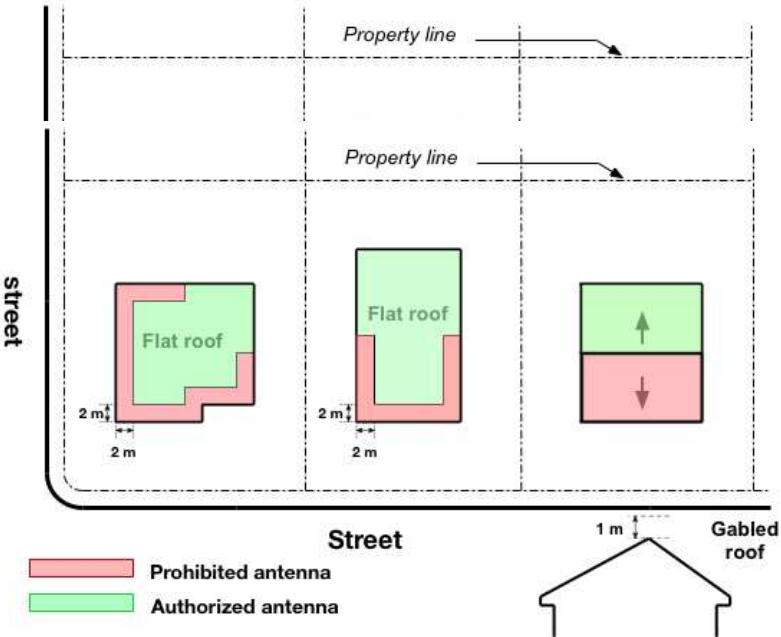 Property line
Property line
street
Flat roof
Flat roof
2 m
2 m
2 m
2 m
Street
1 m
Gabled
roof
Prohibited antenna
Authorized antenna